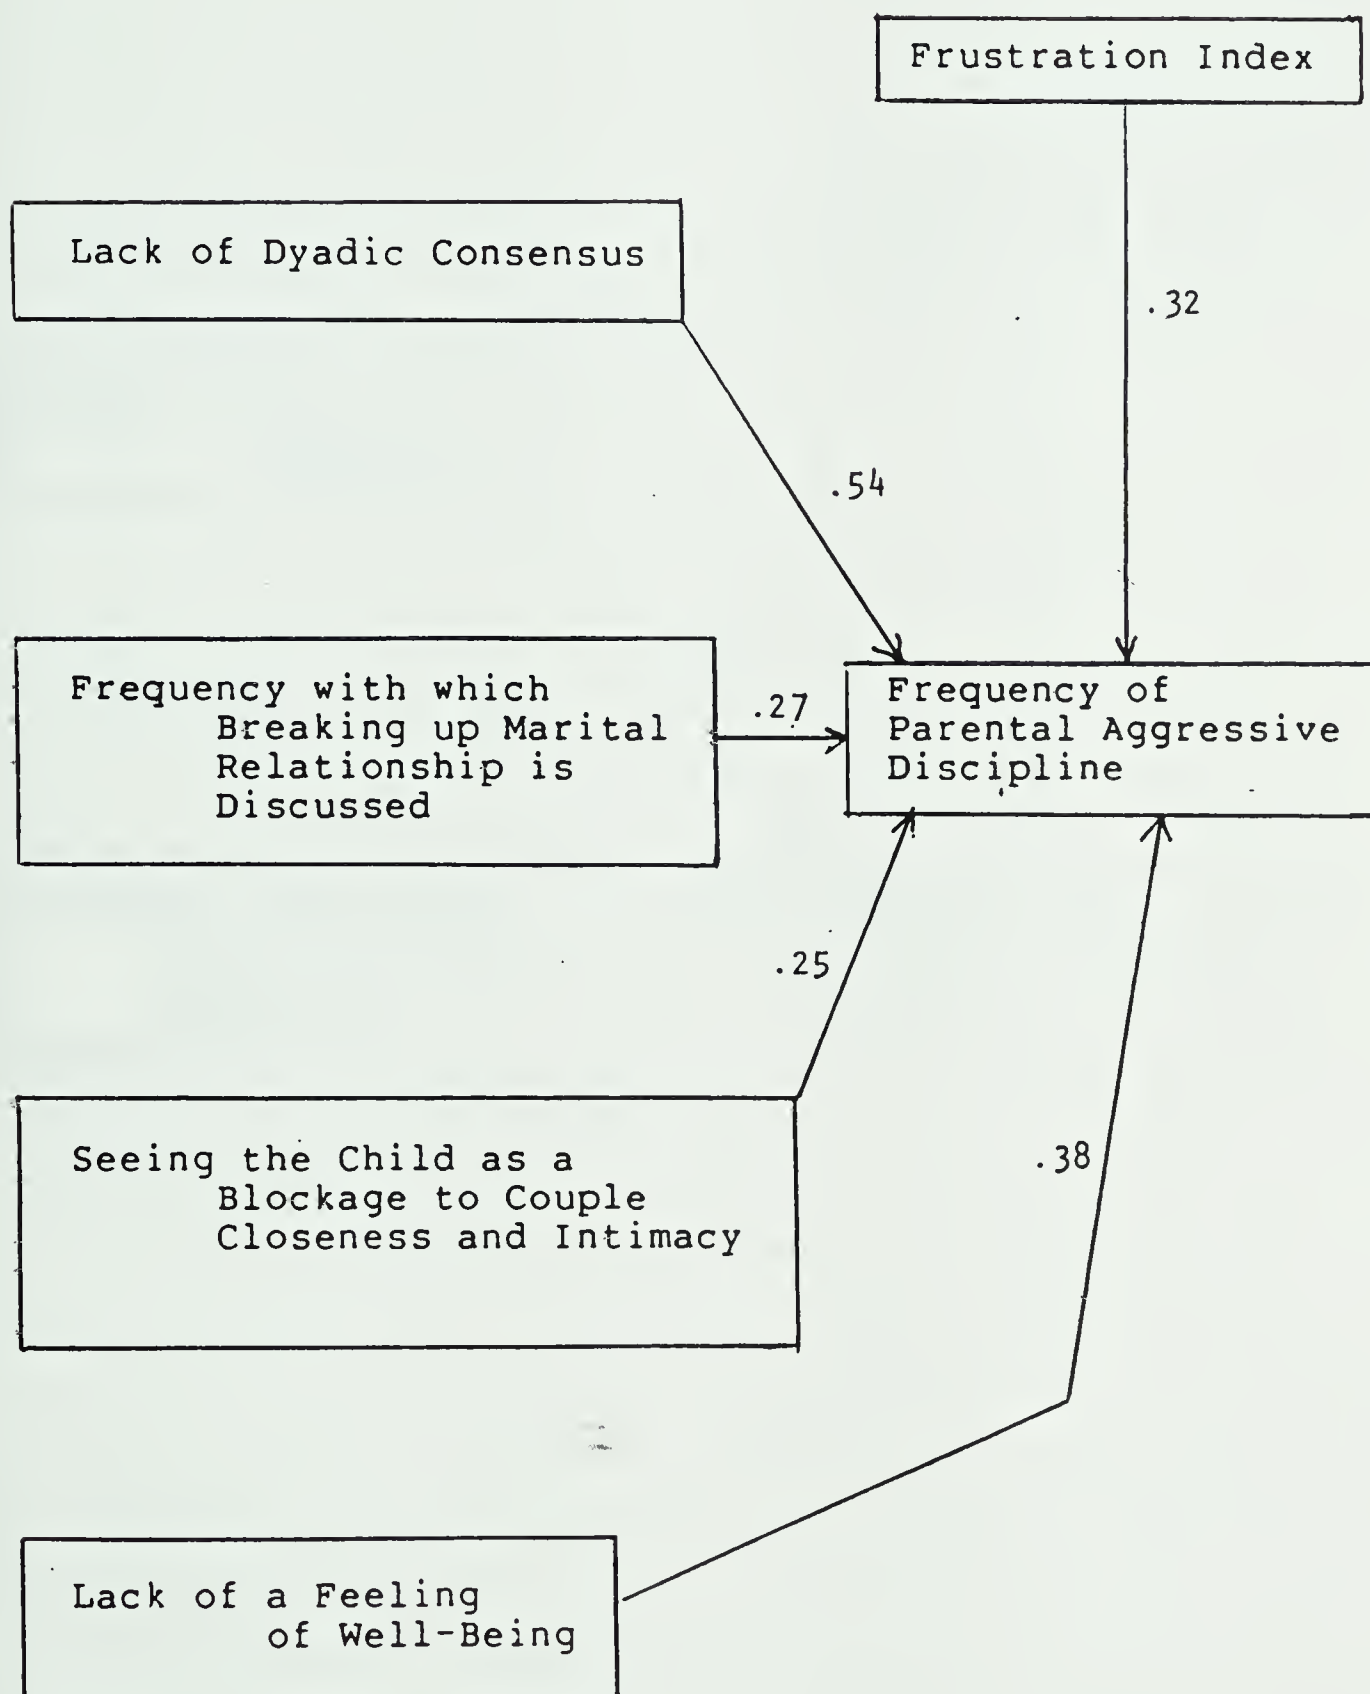 Frustration Index
Lack of Dyadic Consensus
.32
.54
Frequency with which
Breaking up Marital
Relationship is
Discussed
.27
Frequency of
Parental Aggressive
Discipline
.25
Seeing the Child as a
Blockage to Couple
Closeness and Intimacy
.38
Lack of a Feeling
of Well-Being